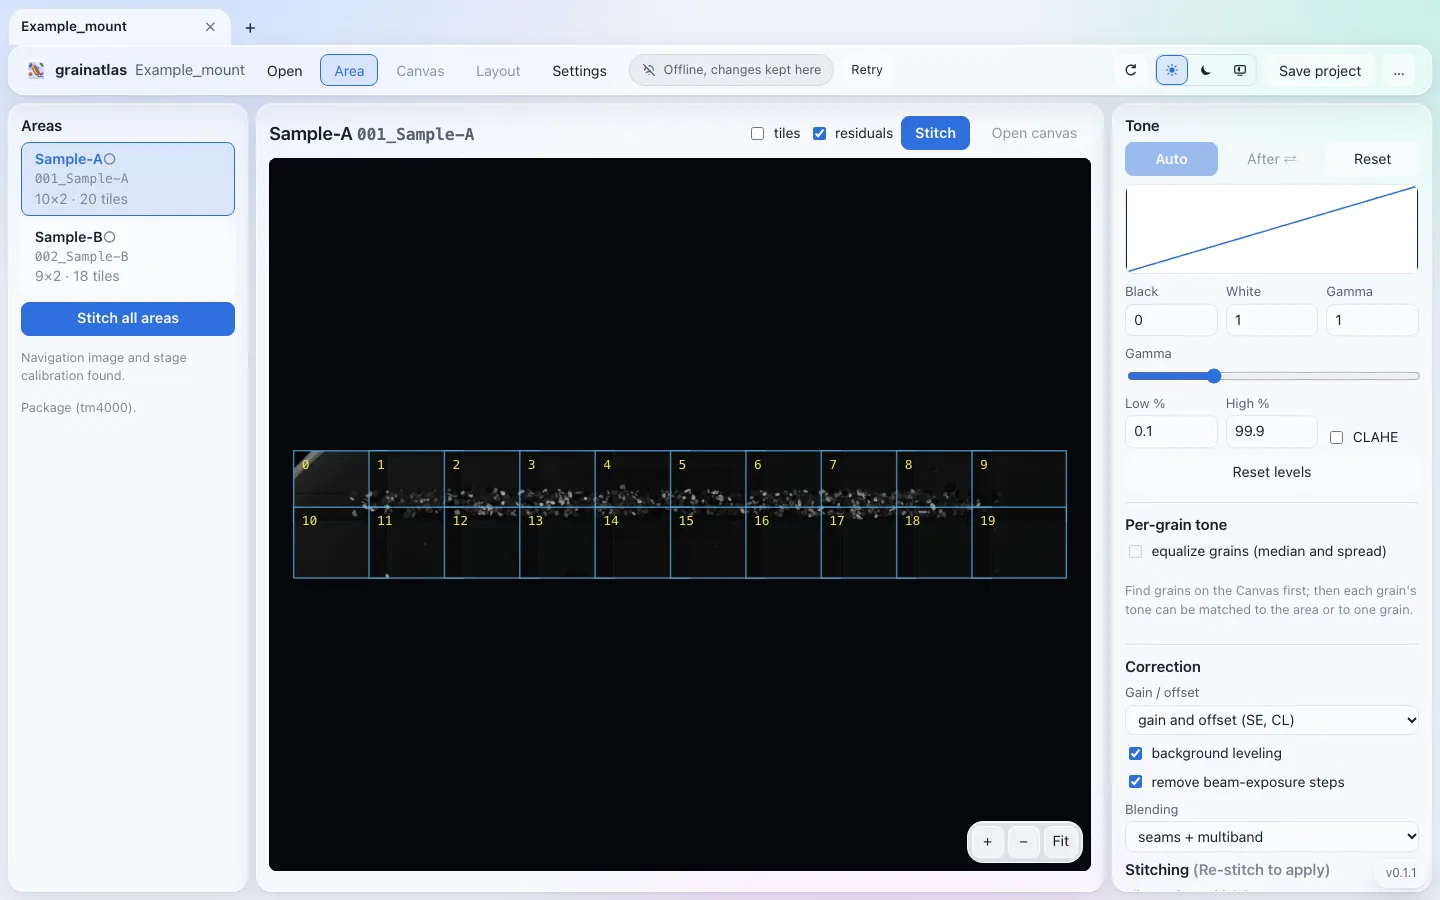 Example_mount
grainatlas Example_mount Open Area Canvas Layout Settings Offline, changes kept here Retry Save project ...
Areas
Sample-A
001_Sample-A
10×2 · 20 tiles
Sample-B
002_Sample-B
9×2 · 18 tiles
Stitch all areas
Navigation image and stage
calibration found.
Package (tm4000).
Sample-A 001_Sample-A tiles residuals Stitch Open canvas
0 1 2 3 4 5 6 7 8 9
10 11 12 13 14 15 16 17 18 19
+ − Fit
Tone
Auto After ⇄ Reset
Black White Gamma
0 1 1
Gamma
Low % High %
0.1 99.9 CLAHE
Reset levels
Per-grain tone
equalize grains (median and spread)
Find grains on the Canvas first; then each grain's
tone can be matched to the area or to one grain.
Correction
Gain / offset
gain and offset (SE, CL)
background leveling
remove beam-exposure steps
Blending
seams + multiband
Stitching (Re-stitch to apply)
v0.1.1